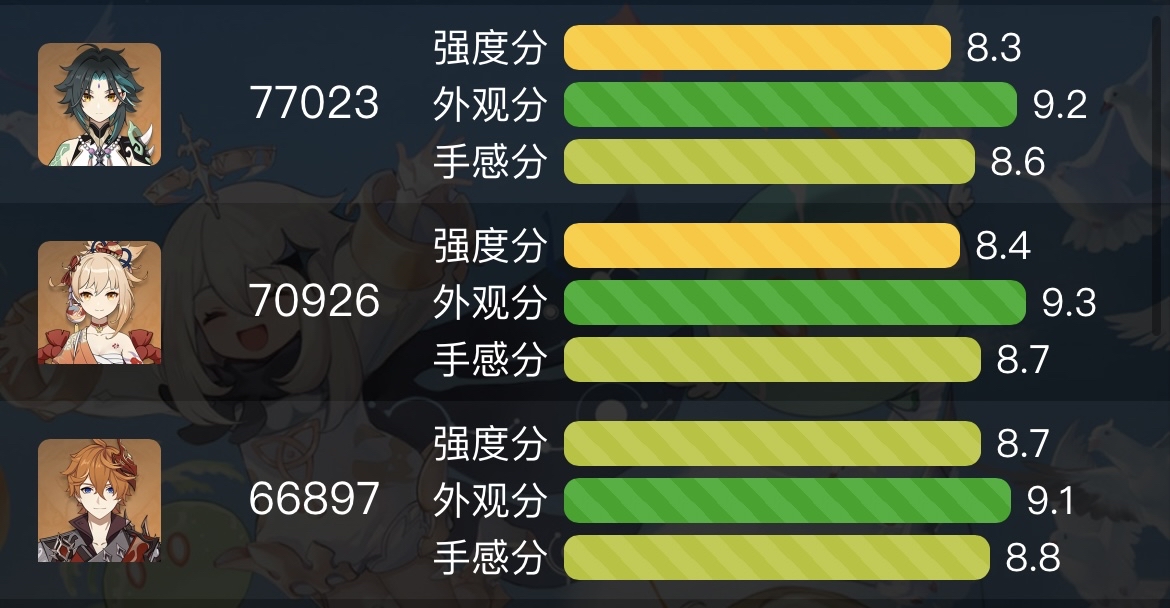 强度分 8.3
77023 外观分 9.2
手感分 8.6
强度分 8.4
70926 外观分 9.3
手感分 8.7
强度分 8.7
66897 外观分 9.1
手感分 8.8